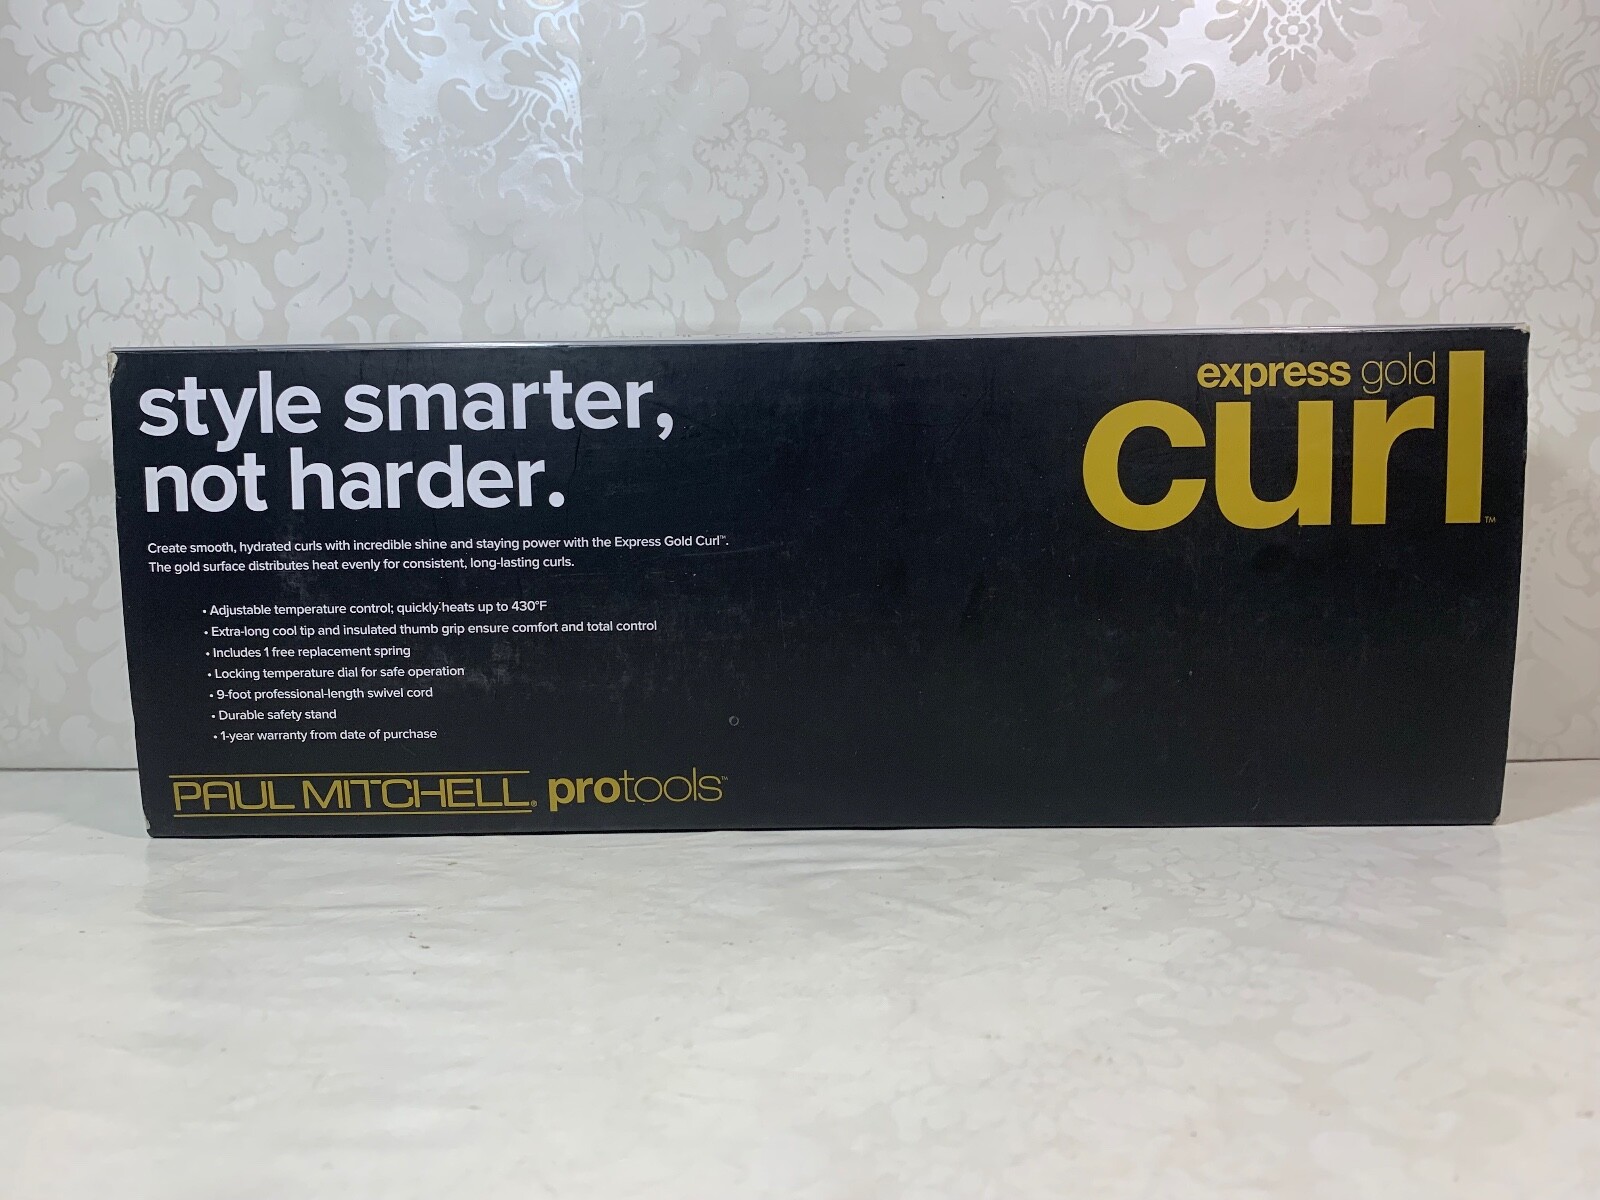 style smarter,
not harder.
Create smooth, hydrated curls with incredible shine and staying power with the Express Gold Curl™.
The gold surface distributes heat evenly for consistent, long-lasting curls.
• Adjustable temperature control; quickly heats up to 430°F
• Extra-long cool tip and insulated thumb grip ensure comfort and total control
• Includes 1 free replacement spring
• Locking temperature dial for safe operation
• 9-foot professional-length swivel cord
• Durable safety stand
• 1-year warranty from date of purchase
PAUL MITCHELL® protools™
express gold
curl™